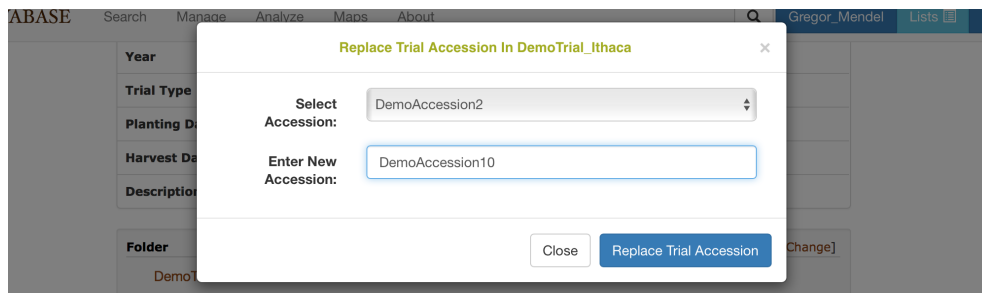 TABASE Search Manage Analyze Maps About Gregor_Mendel Lists
Replace Trial Accession In DemoTrial_Ithaca ×
Year
Trial Type
Select Accession:
DemoAccession2
Planting Da
Harvest Da
Enter New Accession:
DemoAccession10
Description
Folder
Close Replace Trial Accession
Change]
DemoT